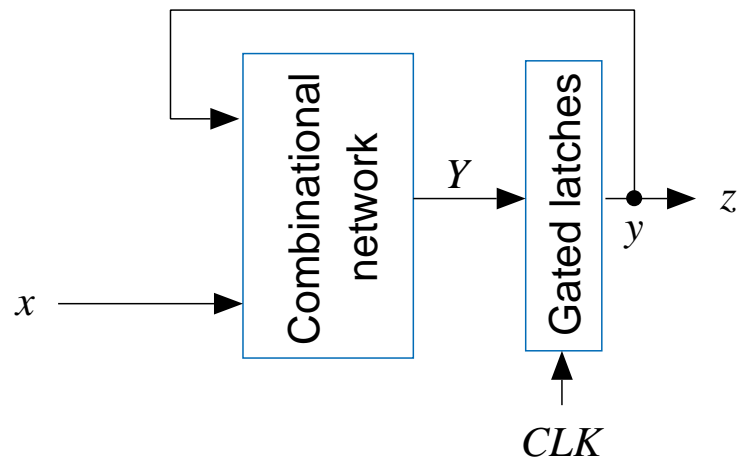 Combinational
network
Gated latches
Y
y
z
x
CLK